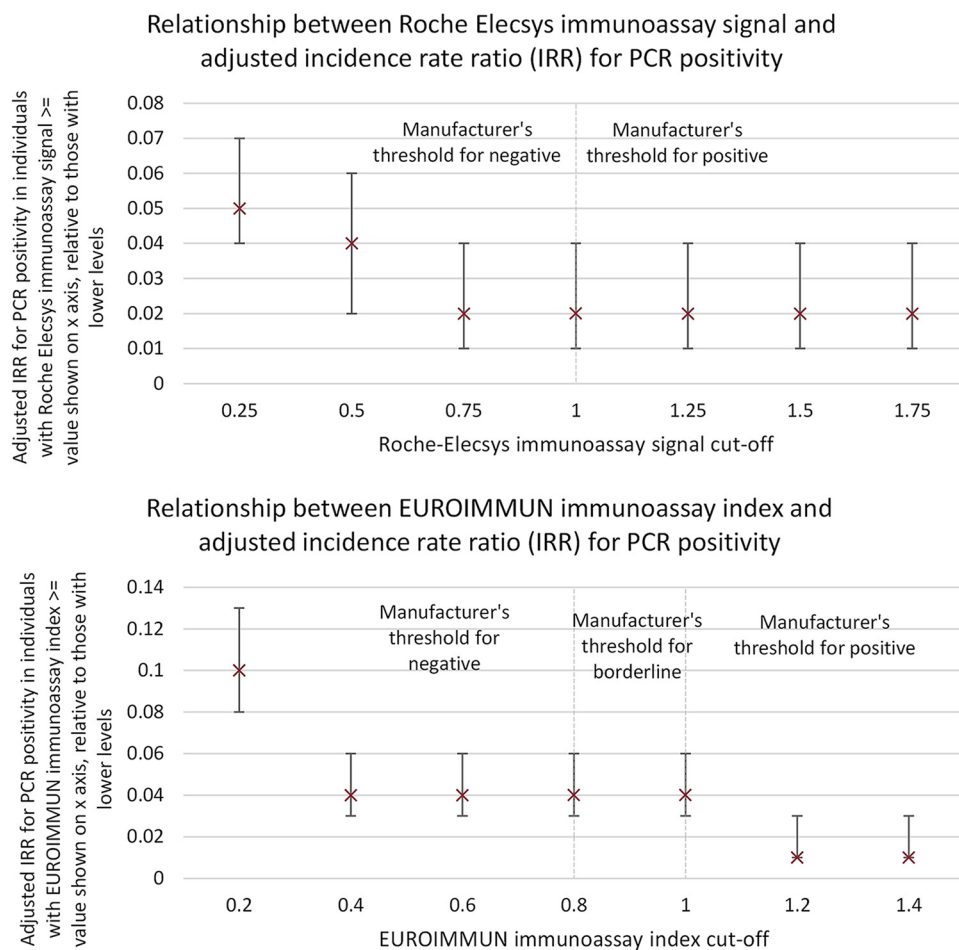 Relationship between Roche Elecsys immunoassay signal and
adjusted incidence rate ratio (IRR) for PCR positivity
Adjusted IRR for PCR positivity in individuals
with Roche Elecsys immunoassay signal >=
value shown on x axis, relative to those with
lower levels
0.08
0.07
0.06
0.05
0.04
0.03
0.02
0.01
0
Manufacturer's
threshold for negative
Manufacturer's
threshold for positive
0.25 0.5 0.75 1 1.25 1.5 1.75
Roche-Elecsys immunoassay signal cut-off
Relationship between EUROIMMUN immunoassay index and
adjusted incidence rate ratio (IRR) for PCR positivity
Adjusted IRR for PCR positivity in individuals
with EUROIMMUN immunoassay index >=
value shown on x axis, relative to those with
lower levels
0.14
0.12
0.1
0.08
0.06
0.04
0.02
0
Manufacturer's
threshold for
negative
Manufacturer's
threshold for
borderline
Manufacturer's
threshold for positive
0.2 0.4 0.6 0.8 1 1.2 1.4
EUROIMMUN immunoassay index cut-off